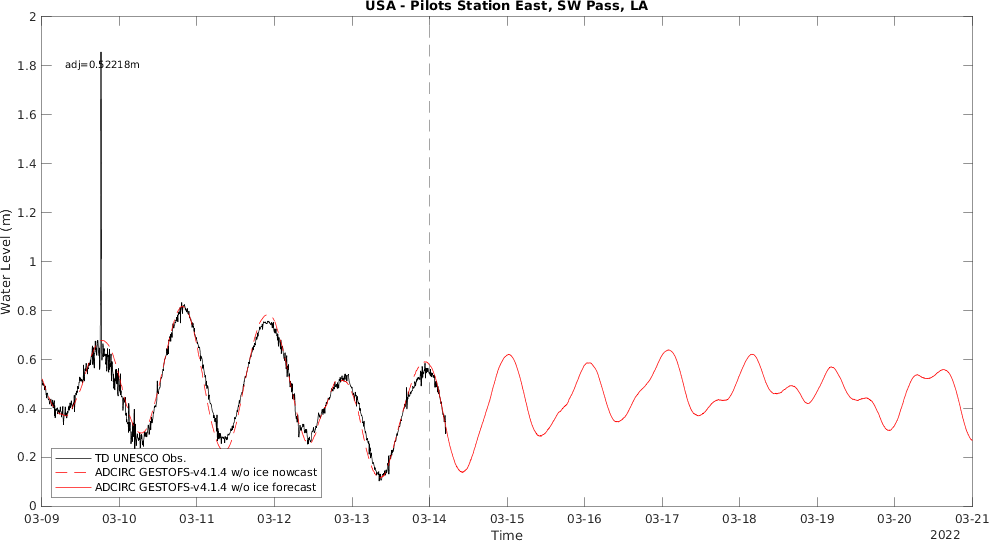 USA - Pilots Station East, SW Pass, LA
2
1.8
1.6
1.4
1.2
1
0.8
0.6
0.4
0.2
0
Water Level (m)
adj=0.52218m
TD UNESCO Obs.
ADCIRC GESTOFS-v4.1.4 w/o ice nowcast
ADCIRC GESTOFS-v4.1.4 w/o ice forecast
03-09 03-10 03-11 03-12 03-13 03-14 03-15 03-16 03-17 03-18 03-19 03-20 03-21
Time
2022